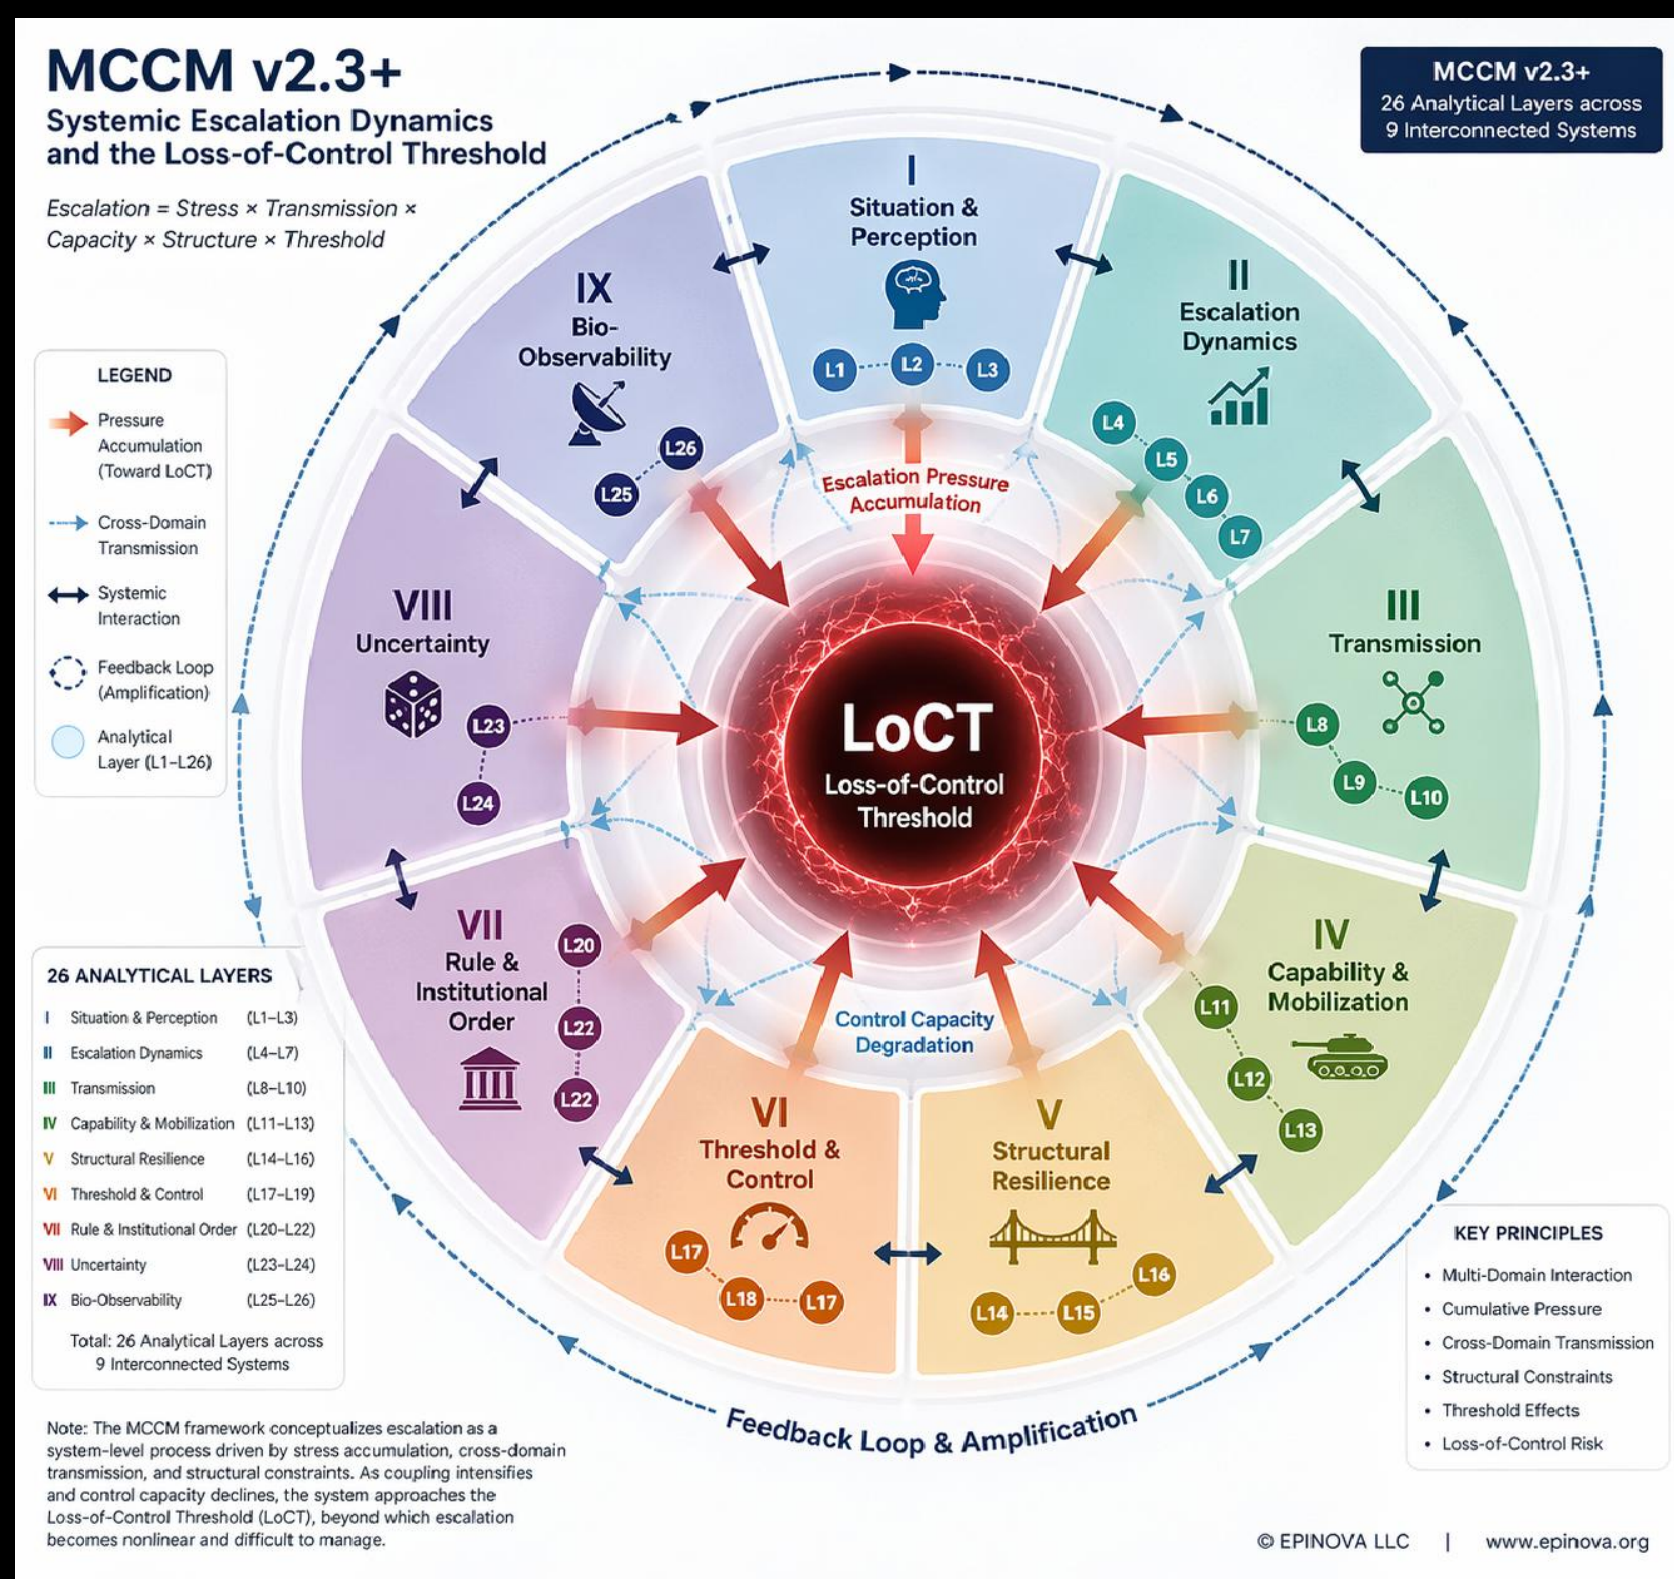 MCCM v2.3+
Systemic Escalation Dynamics
and the Loss-of-Control Threshold
Escalation = Stress × Transmission ×
Capacity × Structure × Threshold
MCCM v2.3+
26 Analytical Layers across
9 Interconnected Systems
LEGEND
Pressure
Accumulation
(Toward LoCT)
Cross-Domain
Transmission
Systemic
Interaction
Feedback Loop
(Amplification)
Analytical
Layer (L1–L26)
I
Situation &
Perception
L1
L2
L3
II
Escalation
Dynamics
L4
L5
L6
L7
III
Transmission
L8
L9
L10
IV
Capability &
Mobilization
L11
L12
L13
V
Structural
Resilience
L14
L15
L16
VI
Threshold &
Control
L17
L18
L17
VII
Rule &
Institutional
Order
L20
L22
L22
VIII
Uncertainty
L23
L24
IX
Bio-
Observability
L26
L25
Escalation Pressure
Accumulation
LoCT
Loss-of-Control
Threshold
Control Capacity
Degradation
Feedback Loop & Amplification
26 ANALYTICAL LAYERS
I Situation & Perception (L1–L3)
II Escalation Dynamics (L4–L7)
III Transmission (L8–L10)
IV Capability & Mobilization (L11–L13)
V Structural Resilience (L14–L16)
VI Threshold & Control (L17–L19)
VII Rule & Institutional Order (L20–L22)
VIII Uncertainty (L23–L24)
IX Bio-Observability (L25–L26)
Total: 26 Analytical Layers across
9 Interconnected Systems
KEY PRINCIPLES
• Multi-Domain Interaction
• Cumulative Pressure
• Cross-Domain Transmission
• Structural Constraints
• Threshold Effects
• Loss-of-Control Risk
Note: The MCCM framework conceptualizes escalation as a
system-level process driven by stress accumulation, cross-domain
transmission, and structural constraints. As coupling intensifies
and control capacity declines, the system approaches the
Loss-of-Control Threshold (LoCT), beyond which escalation
becomes nonlinear and difficult to manage.
© EPINOVA LLC | www.epinova.org